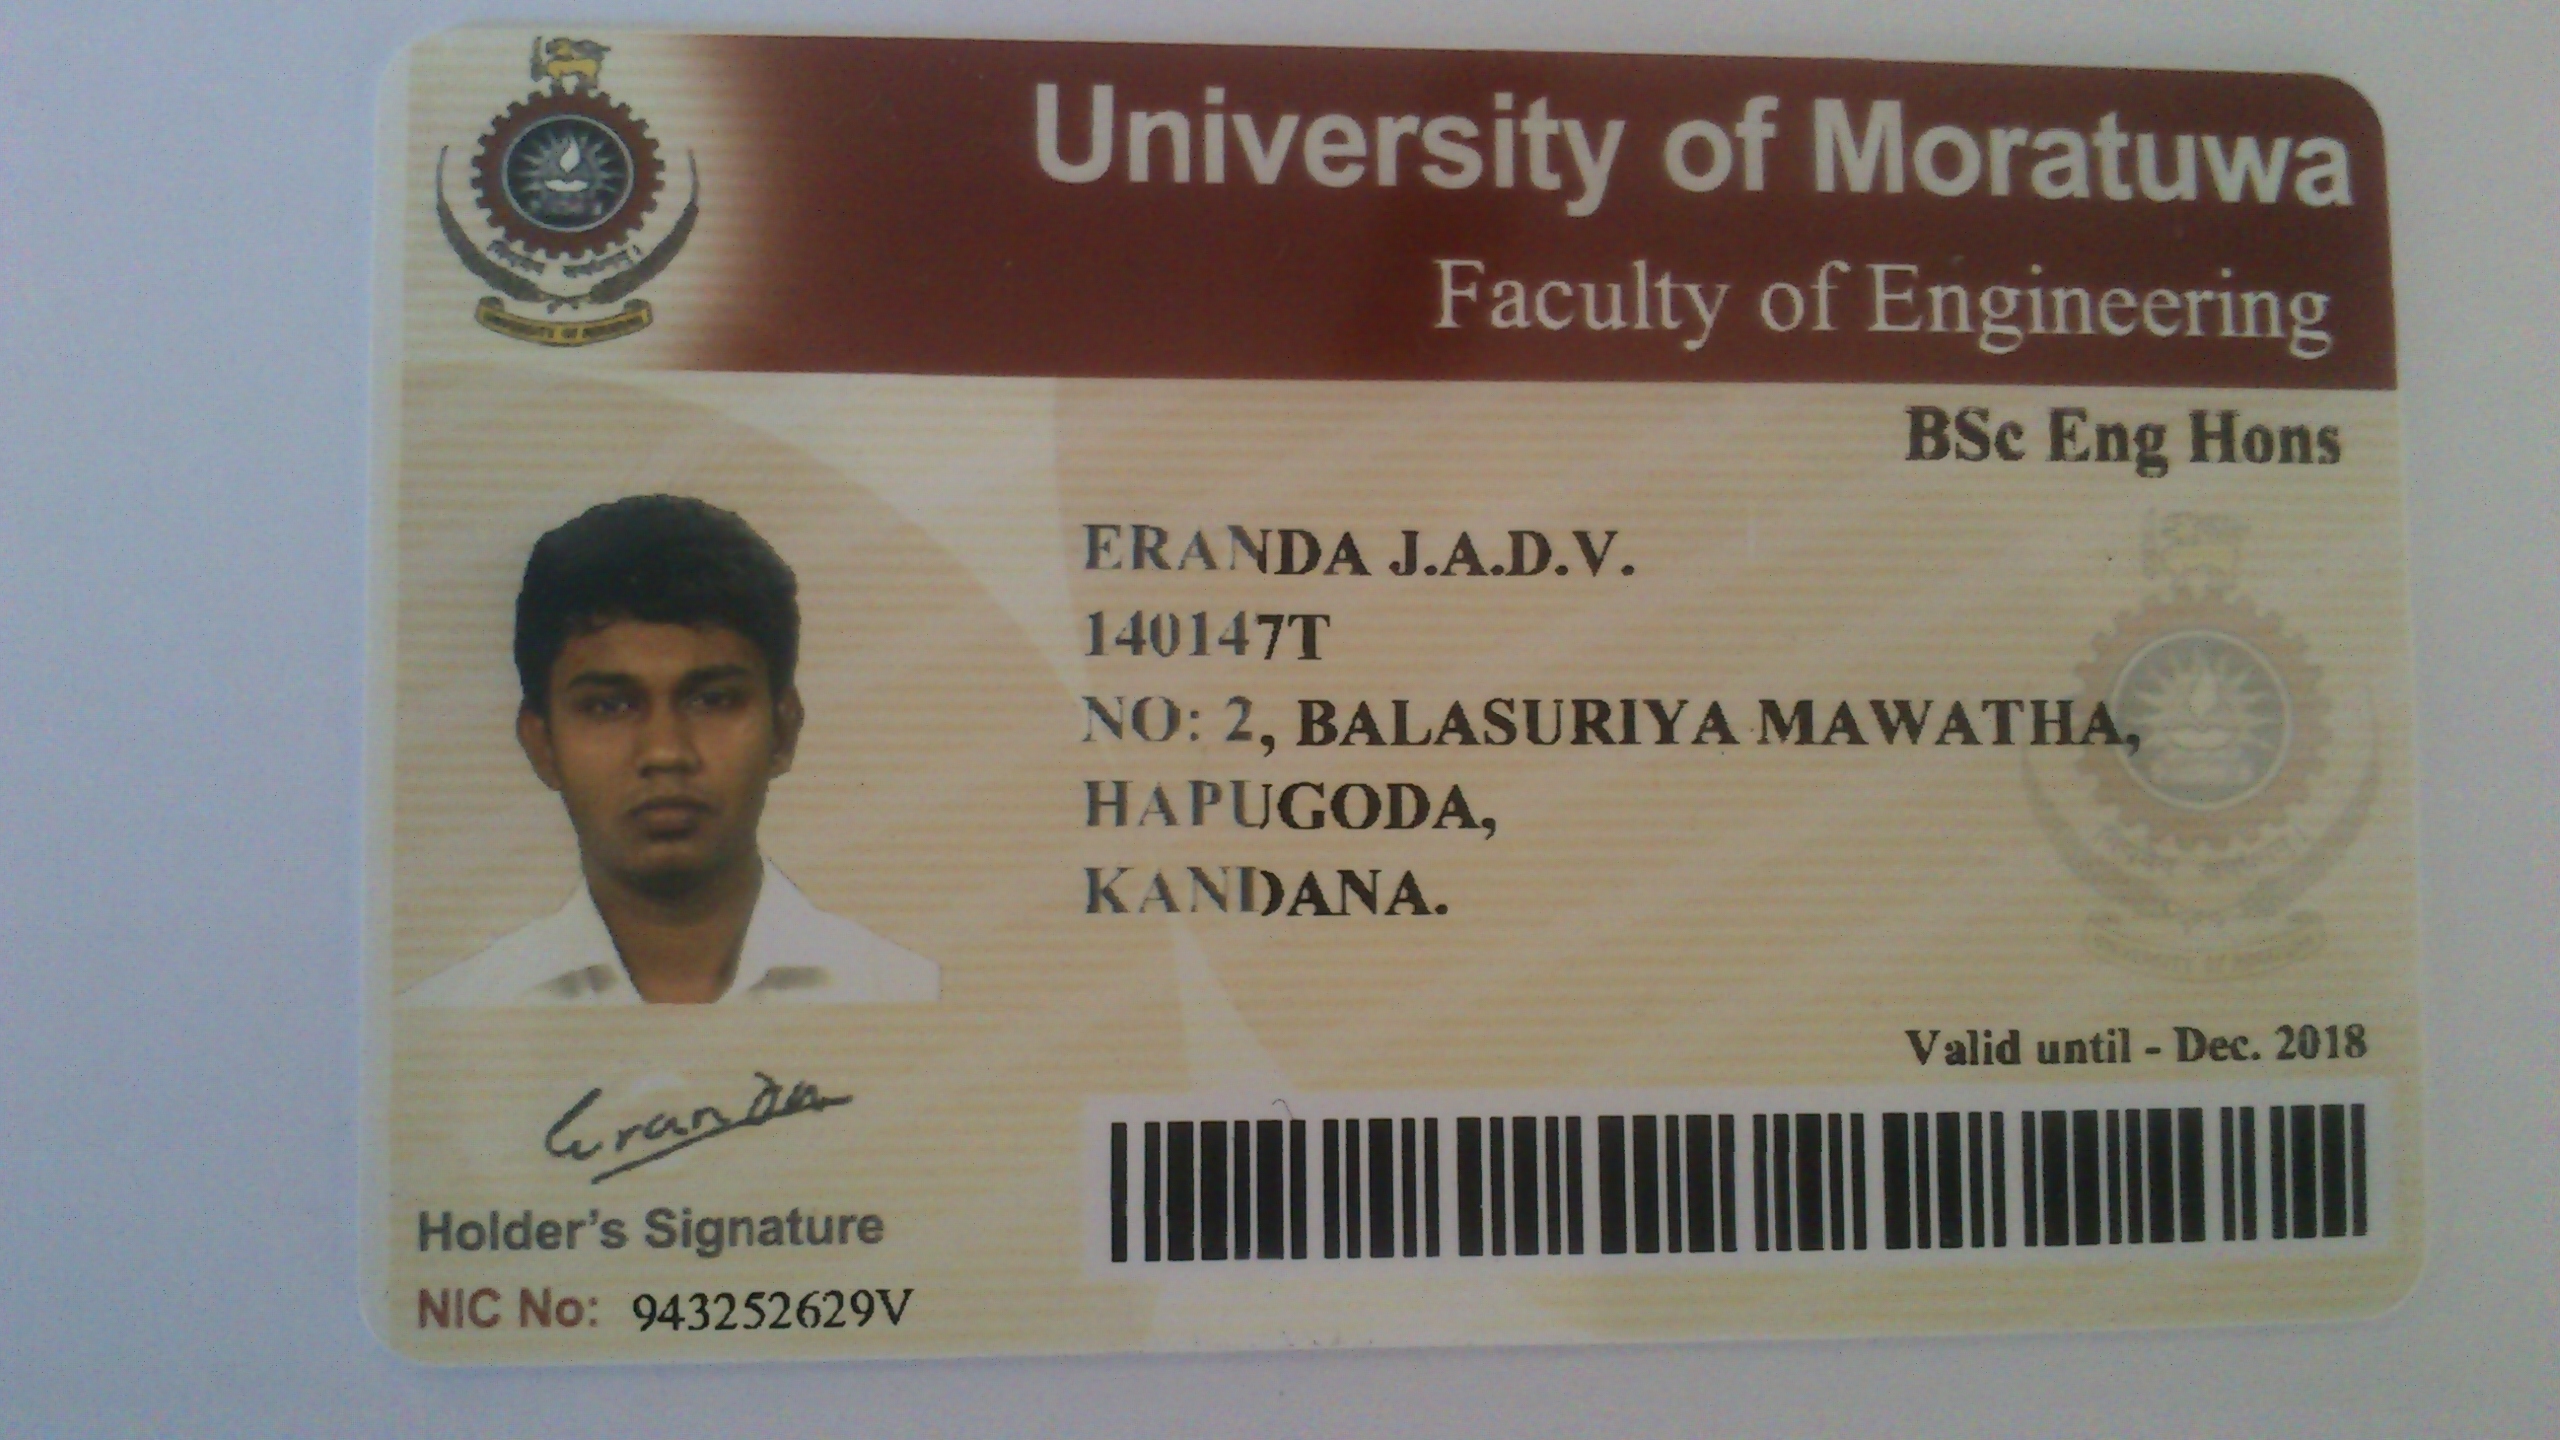 University of Moratuwa
Faculty of Engineering
BSc Eng Hons
ERANDA J.A.D.V.
140147T
NO: 2, BALASURIYA MAWATHA,
HAPUGODA,
KANDANA.
Valid until - Dec. 2018
Eranda
Holder's Signature
NIC No: 943252629V